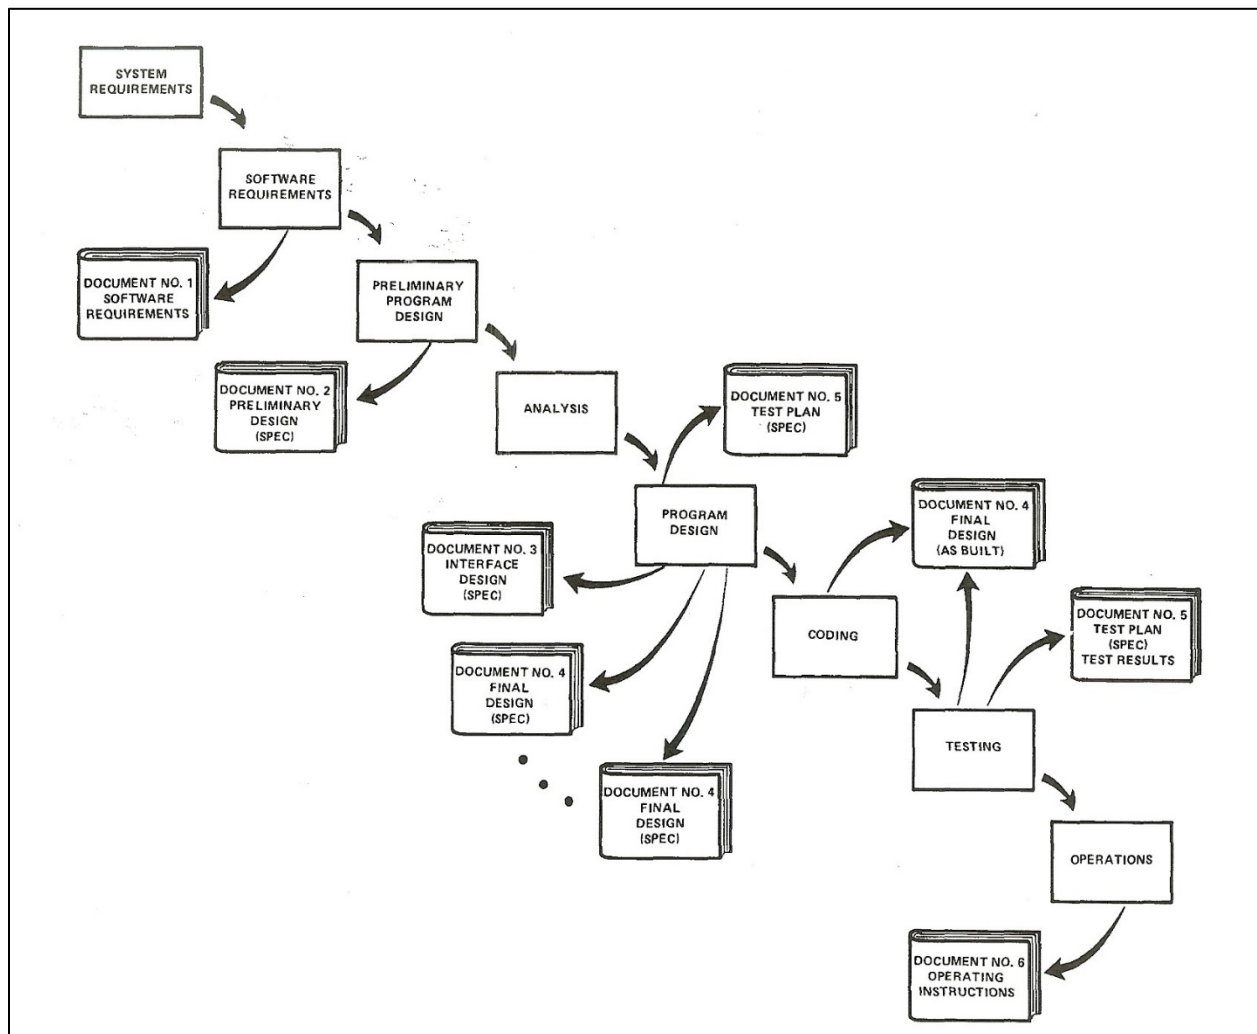 SYSTEM
REQUIREMENTS
SOFTWARE
REQUIREMENTS
DOCUMENT NO. 1
SOFTWARE
REQUIREMENTS
PRELIMINARY
PROGRAM
DESIGN
DOCUMENT NO. 2
PRELIMINARY
DESIGN
(SPEC)
ANALYSIS
DOCUMENT NO. 5
TEST PLAN
(SPEC)
PROGRAM
DESIGN
DOCUMENT NO. 3
INTERFACE
DESIGN
(SPEC)
DOCUMENT NO. 4
FINAL
DESIGN
(SPEC)
DOCUMENT NO. 4
FINAL
DESIGN
(SPEC)
CODING
DOCUMENT NO. 4
FINAL
DESIGN
(AS BUILT)
TESTING
DOCUMENT NO. 5
TEST PLAN
(SPEC)
TEST RESULTS
OPERATIONS
DOCUMENT NO. 6
OPERATING
INSTRUCTIONS